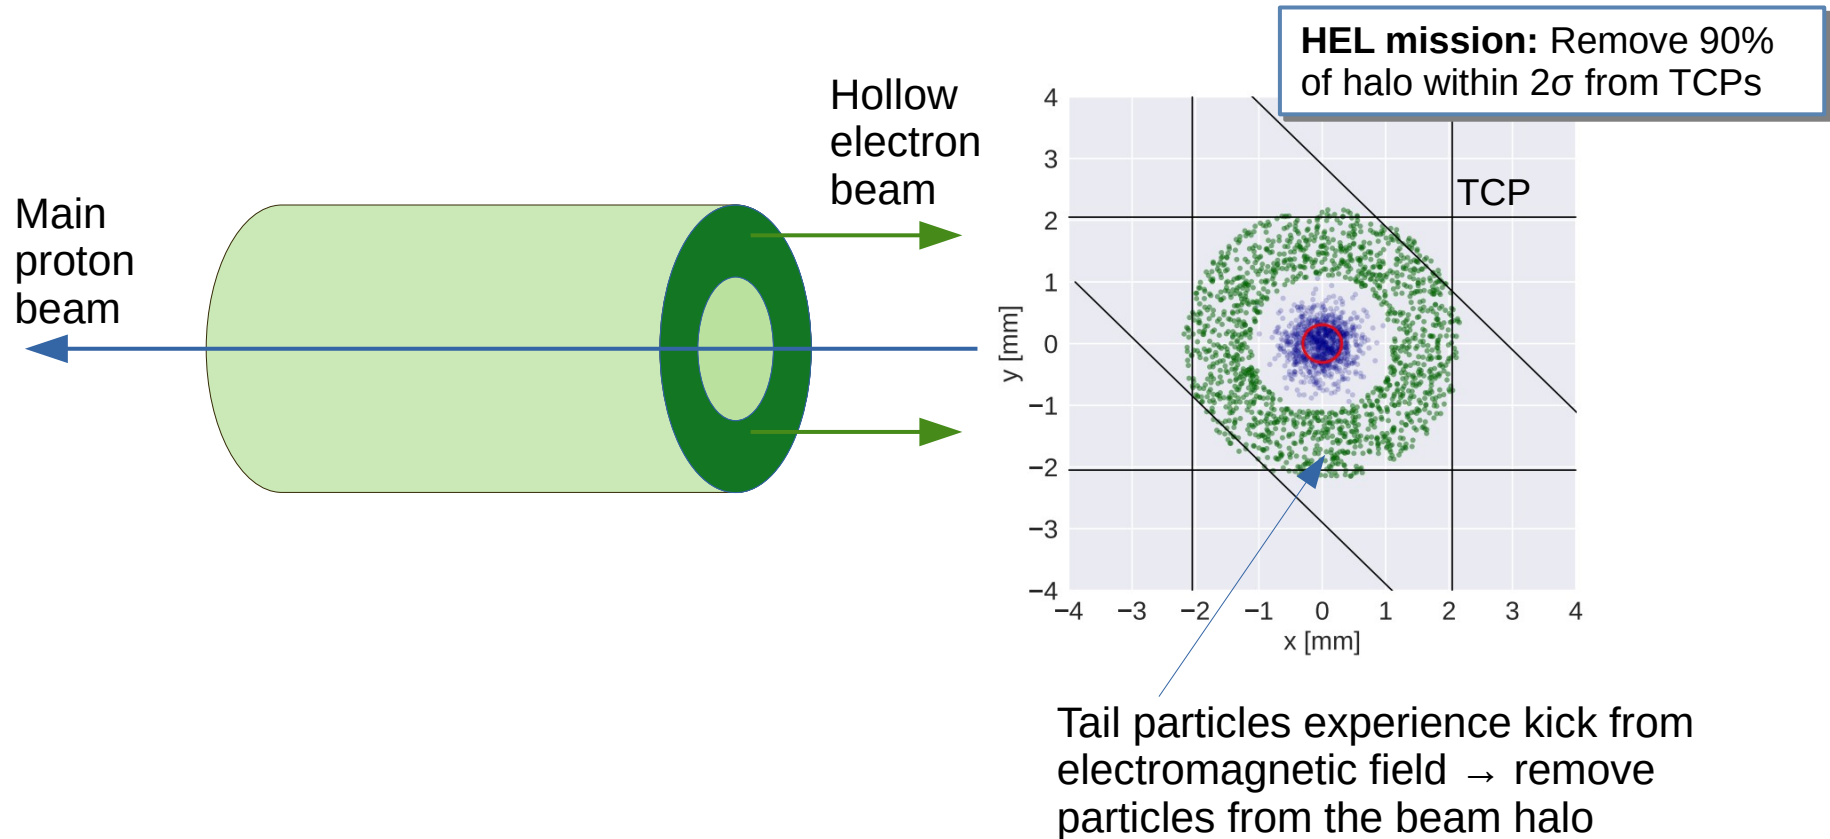 HEL mission: Remove 90%
of halo within 2σ from TCPs
Hollow
electron
beam
Main
proton
beam
TCP
4
3
2
1
0
−1
−2
−3
−4
y [mm]
−4 −3 −2 −1 0 1 2 3 4
x [mm]
Tail particles experience kick from
electromagnetic field → remove
particles from the beam halo